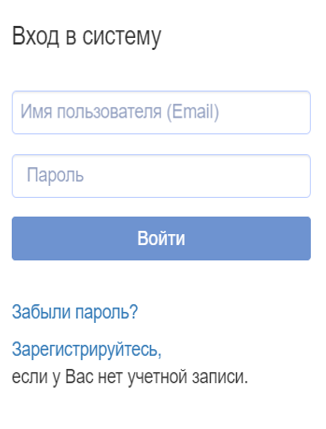 Вход в систему
Имя пользователя (Email)
Пароль
Войти
Забыли пароль?
Зарегистрируйтесь,
если у Вас нет учетной записи.